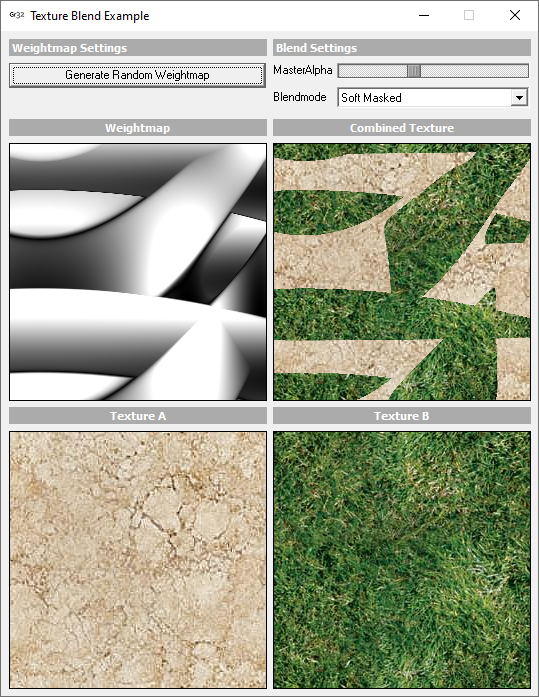 Gr32 Texture Blend Example
Weightmap Settings
Generate Random Weightmap
Blend Settings
MasterAlpha
Blendmode Soft Masked
Weightmap
Combined Texture
Texture A
Texture B